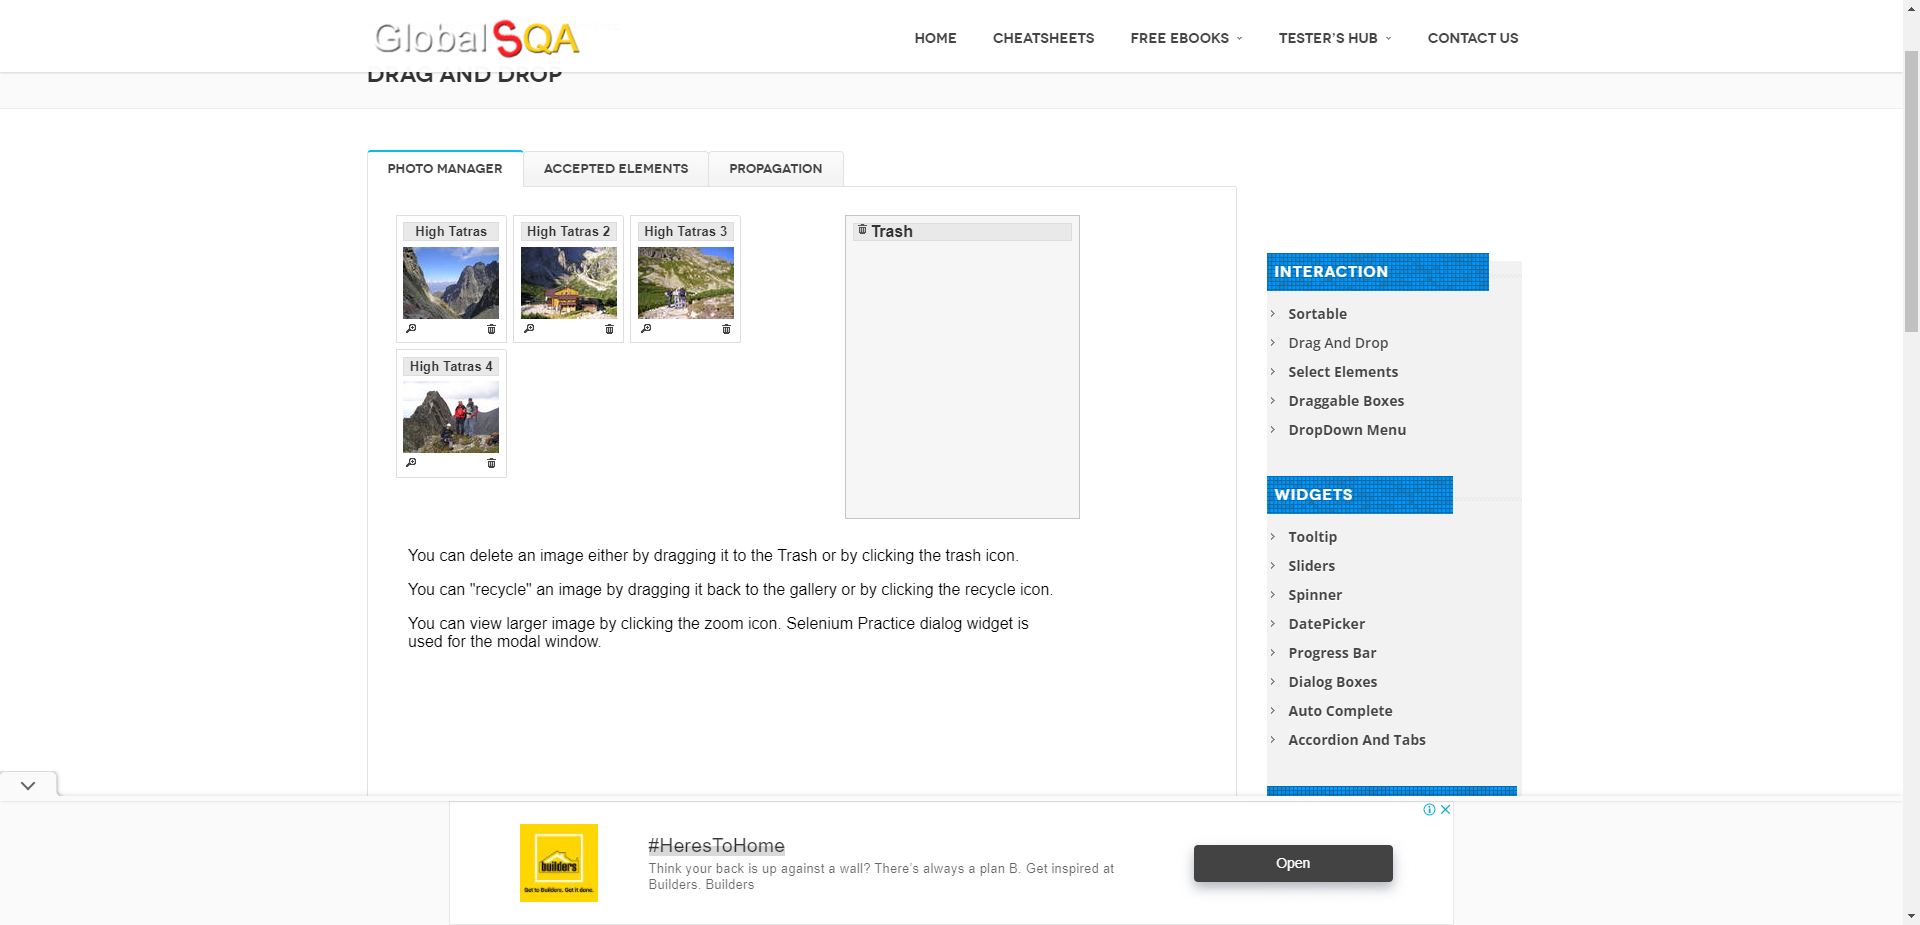 GlobalSQA
HOME
CHEATSHEETS
FREE EBOOKS
TESTER'S HUB
CONTACT US
DRAG AND DROP
PHOTO MANAGER
ACCEPTED ELEMENTS
PROPAGATION
High Tatras
High Tatras 2
High Tatras 3
High Tatras 4
Trash
You can delete an image either by dragging it to the Trash or by clicking the trash icon.
You can "recycle" an image by dragging it back to the gallery or by clicking the recycle icon.
You can view larger image by clicking the zoom icon. Selenium Practice dialog widget is
used for the modal window.
INTERACTION
Sortable
Drag And Drop
Select Elements
Draggable Boxes
DropDown Menu
WIDGETS
Tooltip
Sliders
Spinner
DatePicker
Progress Bar
Dialog Boxes
Auto Complete
Accordion And Tabs
builders
Get to Builders. Get it done.
#HeresToHome
Think your back is up against a wall? There's always a plan B. Get inspired at
Builders. Builders
Open